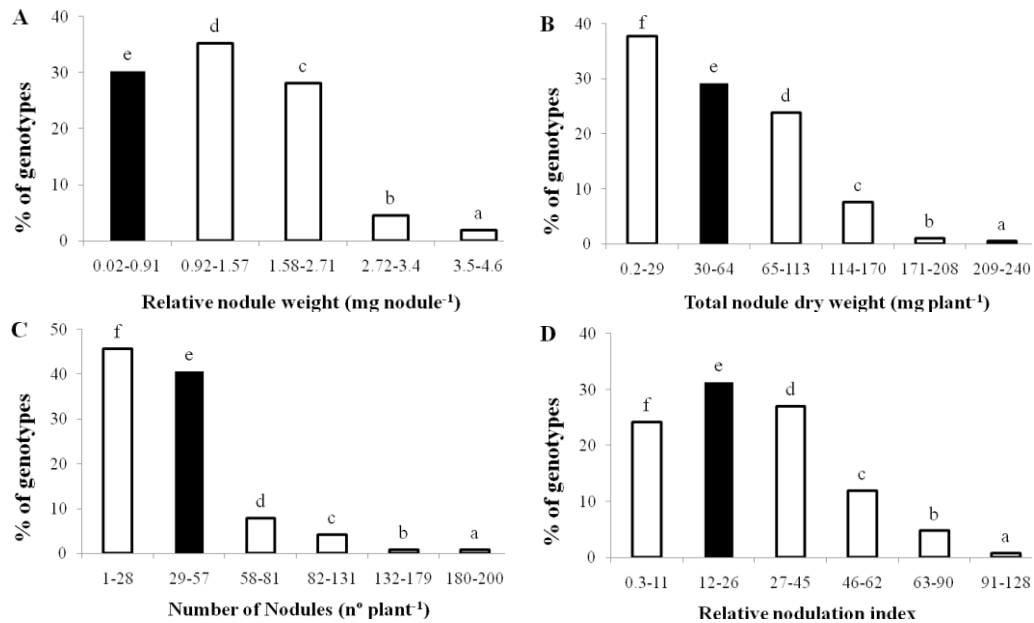 A
% of genotypes
40
30
20
10
0
e
d
c
b
a
0.02-0.91 0.92-1.57 1.58-2.71 2.72-3.4 3.5-4.6
Relative nodule weight (mg nodule⁻¹)
B
% of genotypes
40
30
20
10
0
f
e
d
c
b
a
0.2-29 30-64 65-113 114-170 171-208 209-240
Total nodule dry weight (mg plant⁻¹)
C
% of genotypes
50
40
30
20
10
0
f
e
d
c
b
a
1-28 29-57 58-81 82-131 132-179 180-200
Number of Nodules (nº plant⁻¹)
D
% of genotypes
40
30
20
10
0
f
e
d
c
b
a
0.3-11 12-26 27-45 46-62 63-90 91-128
Relative nodulation index